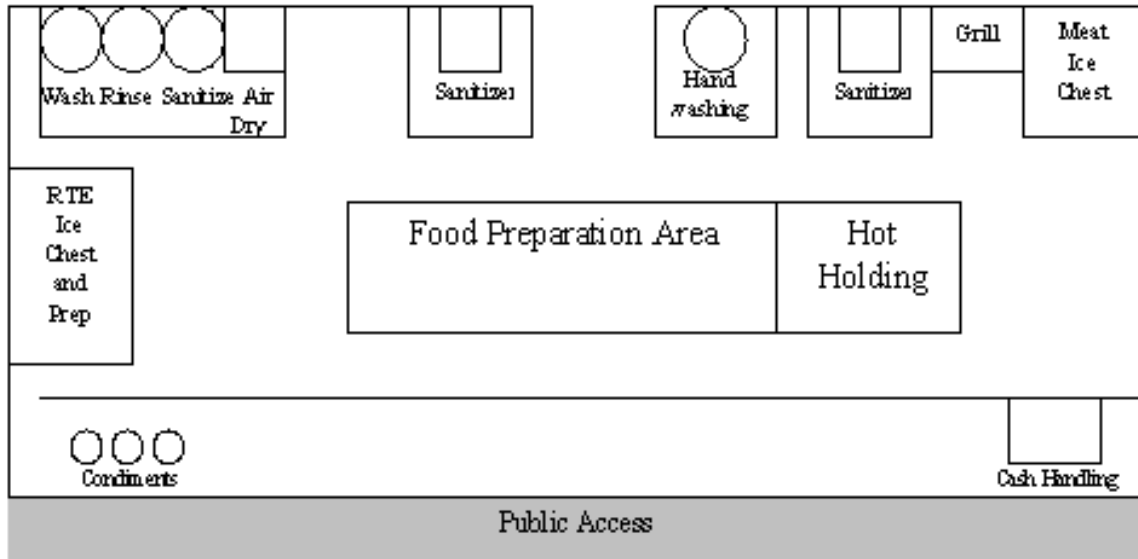 Wash Rinse Sanitize Air
Dry
Sanitizer
Hand
washing
Sanitizer
Grill
Meat
Ice
Chest
RTE
Ice
Chest
and
Prep
Food Preparation Area
Hot
Holding
Condiments
Cash Handling
Public Access